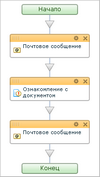 Начало
Почтовое сообщение
Ознакомление с
документом
Почтовое сообщение
Конец